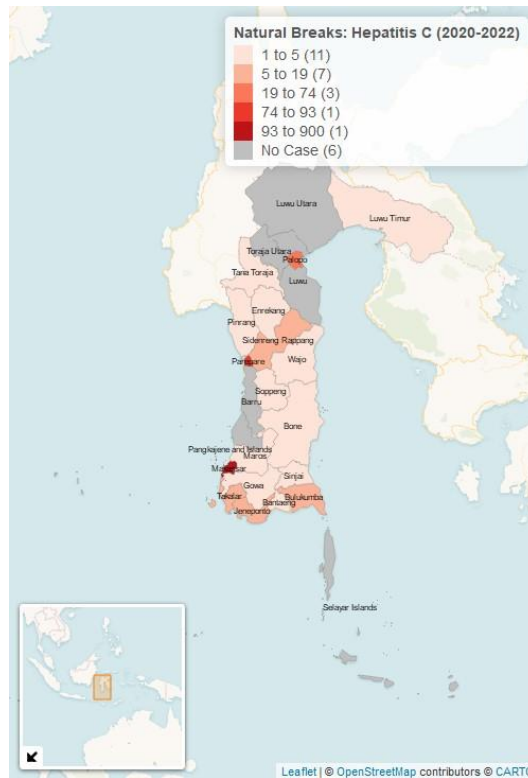 Natural Breaks: Hepatitis C (2020-2022)
1 to 5 (11)
5 to 19 (7)
19 to 74 (3)
74 to 93 (1)
93 to 900 (1)
No Case (6)
Luwu Utara
Luwu Timur
Toraja Utara
Palopo
Tana Toraja
Luwu
Enrekang
Pinrang
Sidenreng Rappang
Parepare
Wajo
Soppeng
Barru
Bone
Pangkajene and Islands
Maros
Makassar
Sinjai
Gowa
Takalar
Bantaeng
Bulukumba
Jeneponto
Selayar Islands
Leaflet | © OpenStreetMap contributors © CART